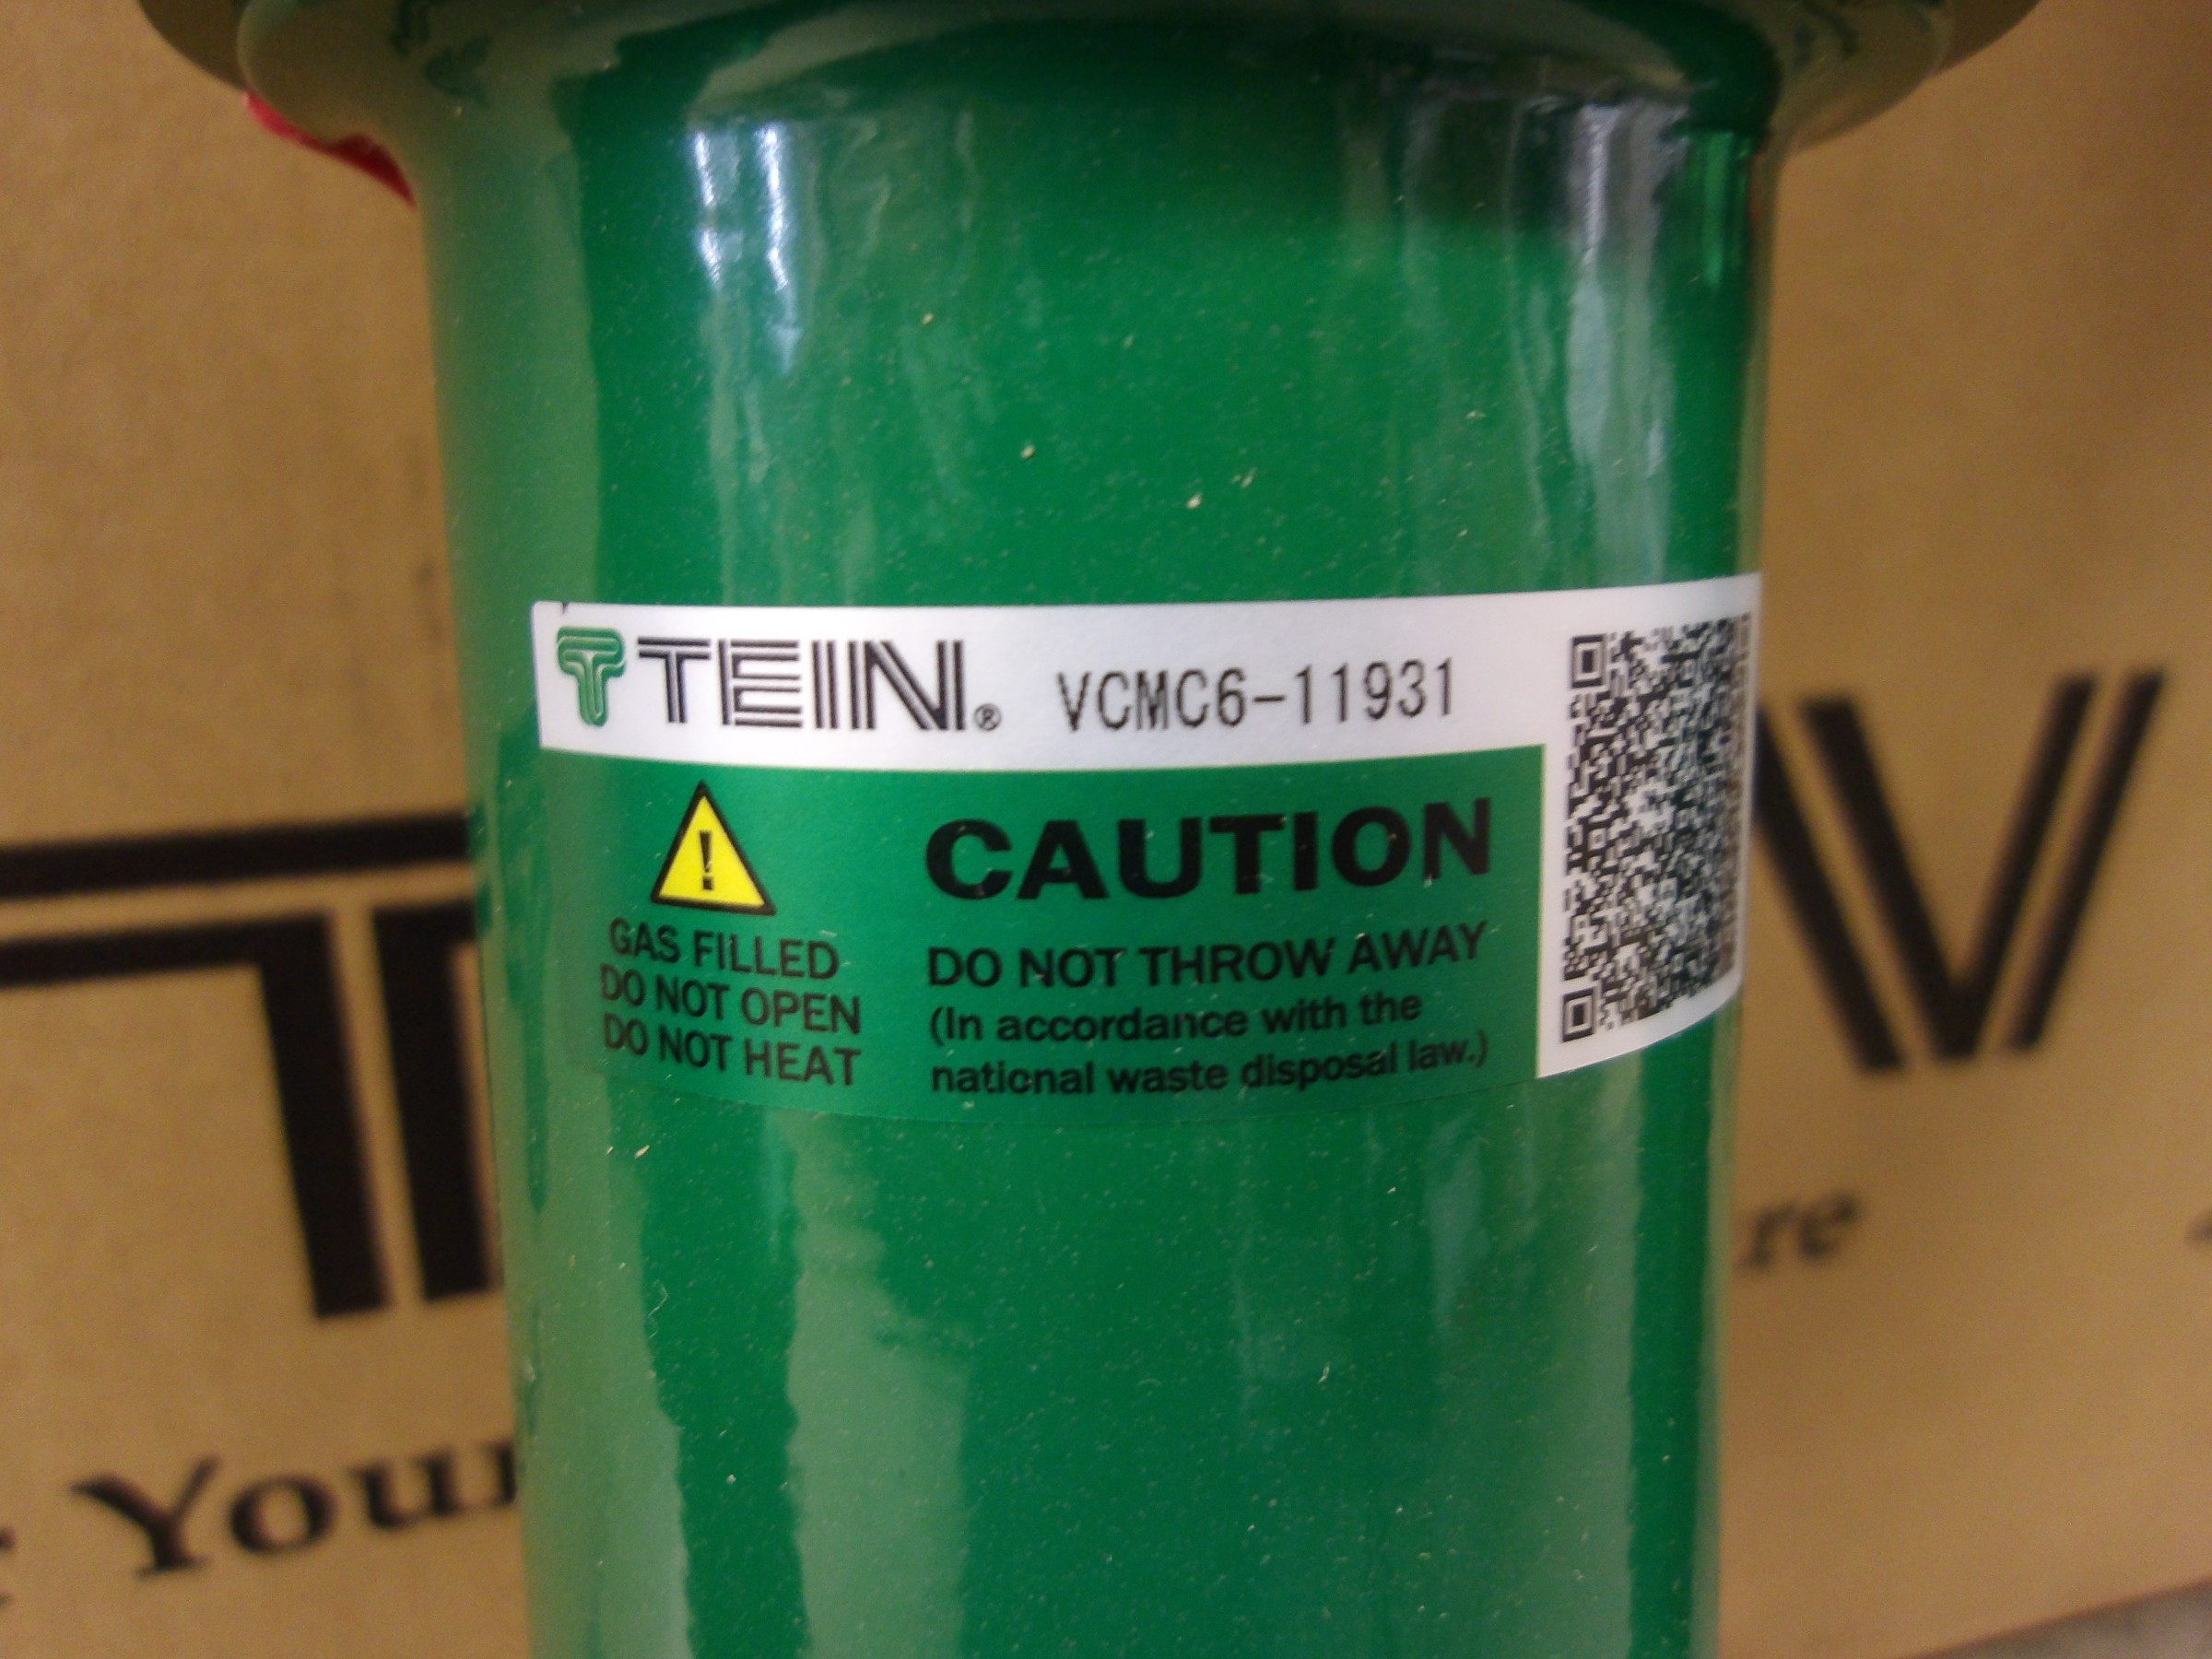 TEIN® VCMC6-11931
CAUTION
GAS FILLED
DO NOT OPEN
DO NOT HEAT
DO NOT THROW AWAY
(In accordance with the
national waste disposal law.)
Your